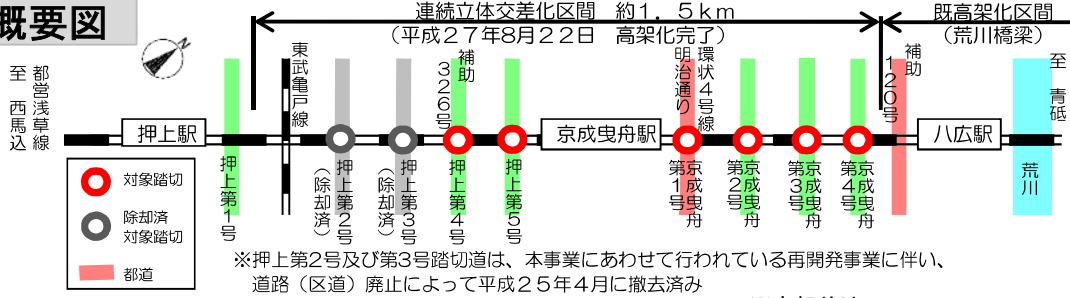 概要図
連続立体交差化区間 約1.5km
(平成27年8月22日 高架化完了)
既高架化区間
(荒川橋梁)
都営浅草線
至 西馬込
東武亀戸線
補助
326号
環状4号線
明治通り
補助
120号
至 青砥
押上駅
京成曳舟駅
八広駅
押上第1号
押上第2号
(除却済)
押上第3号
(除却済)
押上第4号
押上第5号
京成曳舟
第1号
京成曳舟
第2号
京成曳舟
第3号
京成曳舟
第4号
荒川
対象踏切
除却済
対象踏切
都道
※押上第2号及び第3号踏切道は、本事業にあわせて行われている再開発事業に伴い、
道路(区道)廃止によって平成25年4月に撤去済み